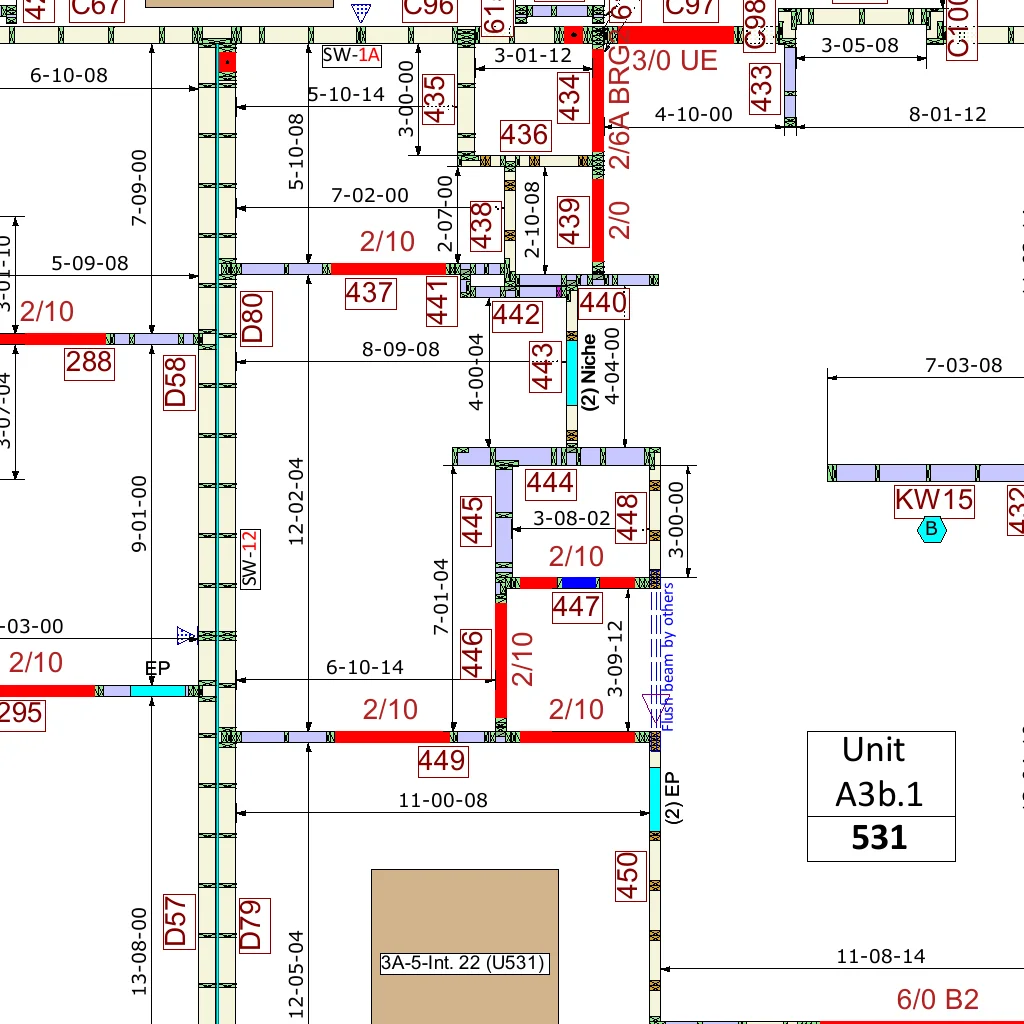 C67
C96
C97
C98
C100
SW-1A
3/0 UE
3-01-12
3-05-08
6-10-08
5-10-14
3-00-00
435
434
433
2/6A BRG
4-10-00
8-01-12
436
5-10-08
7-09-00
7-02-00
2-07-00
438
2-10-08
439
2/0
2/10
5-09-08
3-01-10
2/10
437
441
442
440
D80
288
D58
8-09-08
4-00-04
443
(2) Niche
4-04-00
7-03-08
3-07-04
9-01-00
12-02-04
SW-12
444
445
448
3-08-02
3-00-00
KW15
432
B
2/10
447
7-01-04
446
2/10
3-09-12
Flush beam by others
-03-00
2/10
EP
295
6-10-14
2/10
2/10
449
Unit
A3b.1
531
11-00-08
(2) EP
450
D57
D79
13-08-00
12-05-04
3A-5-Int. 22 (U531)
11-08-14
6/0 B2